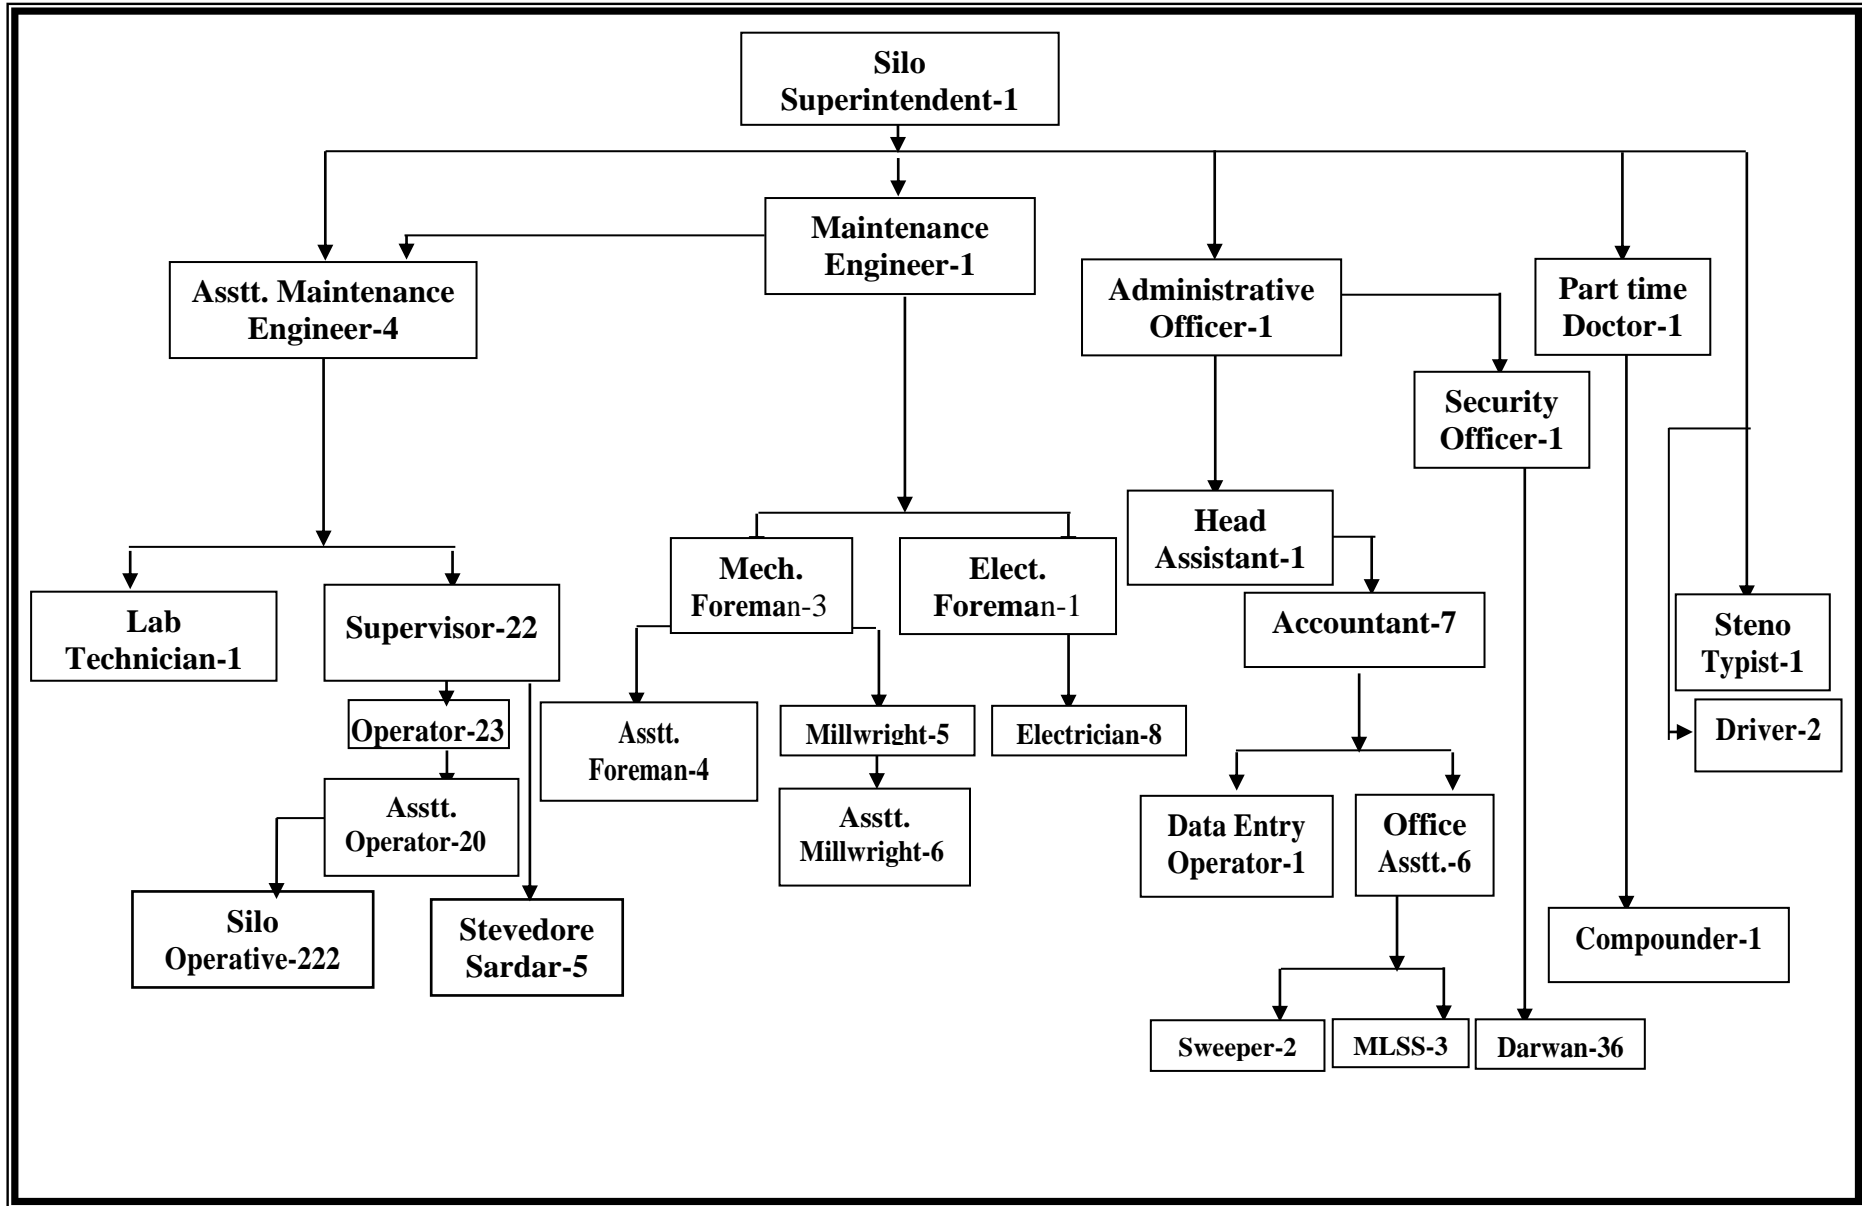 Silo
Superintendent-1
Maintenance
Engineer-1
Asstt. Maintenance
Engineer-4
Administrative
Officer-1
Part time
Doctor-1
Security
Officer-1
Head
Assistant-1
Mech.
Foreman-3
Elect.
Foreman-1
Lab
Technician-1
Supervisor-22
Accountant-7
Steno
Typist-1
Operator-23
Asstt.
Foreman-4
Millwright-5
Electrician-8
Driver-2
Asstt.
Operator-20
Asstt.
Millwright-6
Data Entry
Operator-1
Office
Asstt.-6
Silo
Operative-222
Stevedore
Sardar-5
Compounder-1
Sweeper-2
MLSS-3
Darwan-36